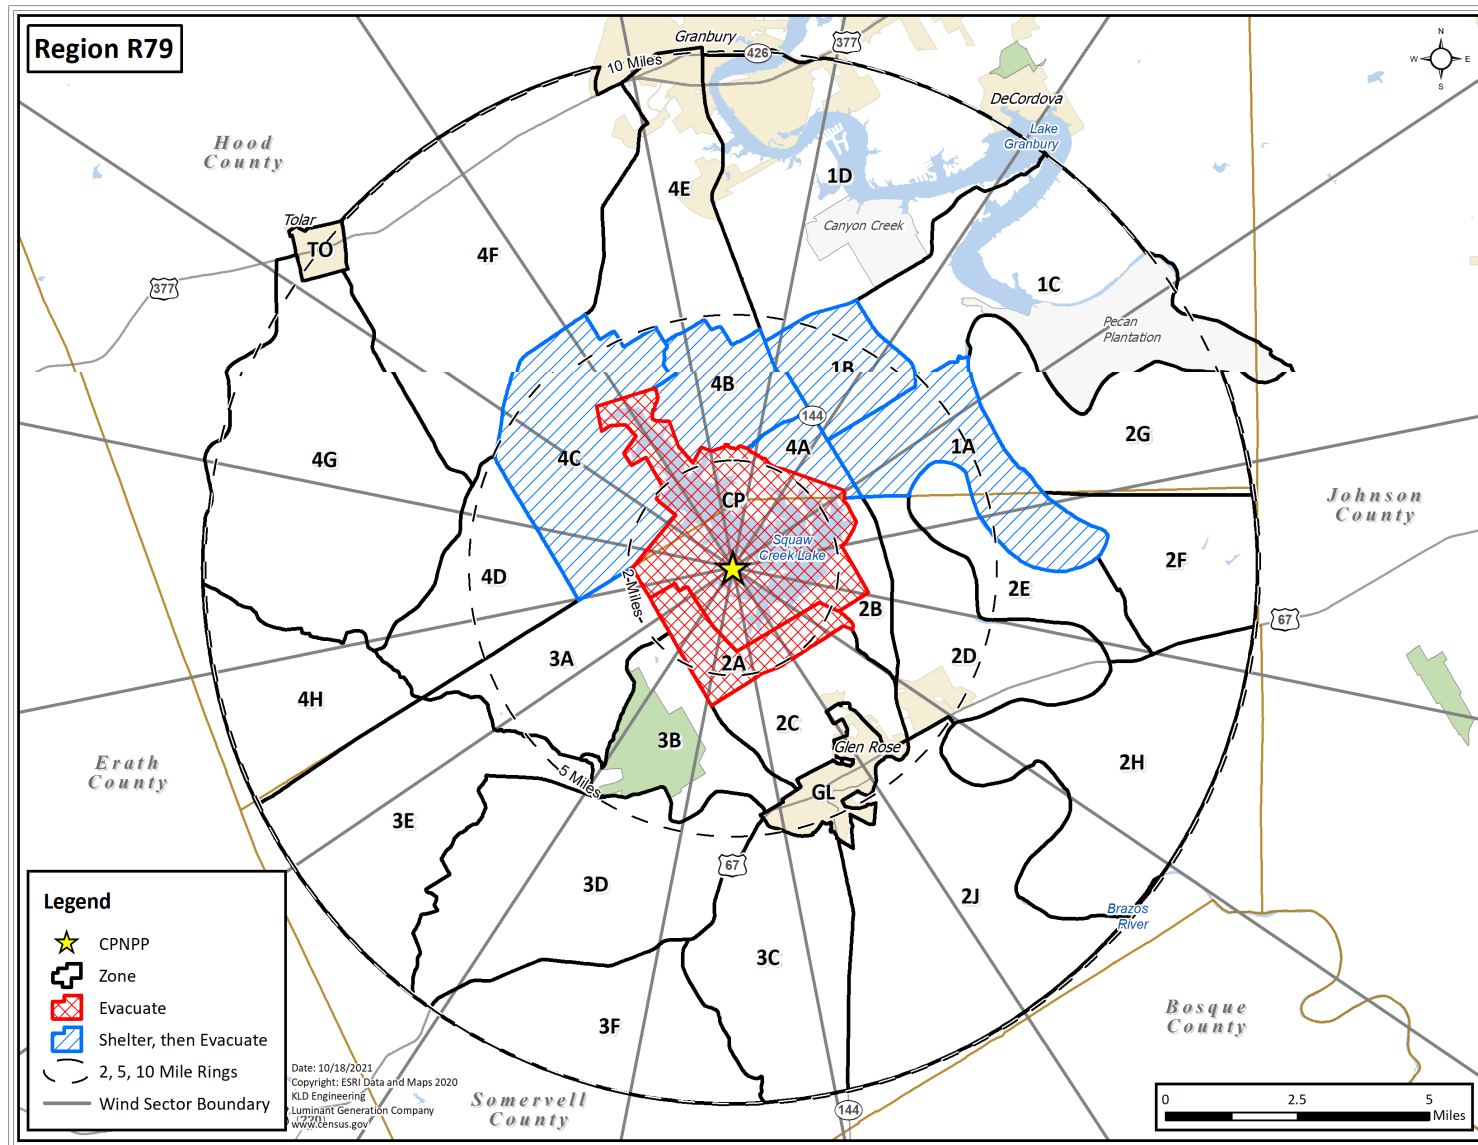 Region R79
Granbury
426
377
10 Miles
N
W
E
S
DeCordova
Lake
Granbury
Hood
County
4E
1D
Tolar
TO
Canyon Creek
4F
377
1C
Pecan
Plantation
4B
1B
144
2G
4C
4A
1A
4G
CP
Johnson
County
Squaw
Creek Lake
4D
2 Miles
2E
2F
2B
67
3A
2A
2D
4H
3B
2C
Glen Rose
Erath
County
5 Miles
GL
2H
3E
67
3D
2J
Brazos
River
3C
Bosque
County
3F
Legend
CPNPP
Zone
Evacuate
Shelter, then Evacuate
2, 5, 10 Mile Rings
Wind Sector Boundary
220
Date: 10/18/2021
Copyright: ESRI Data and Maps 2020
KLD Engineering
Luminant Generation Company
www.census.gov
Somervell
County
144
0
2.5
5
Miles